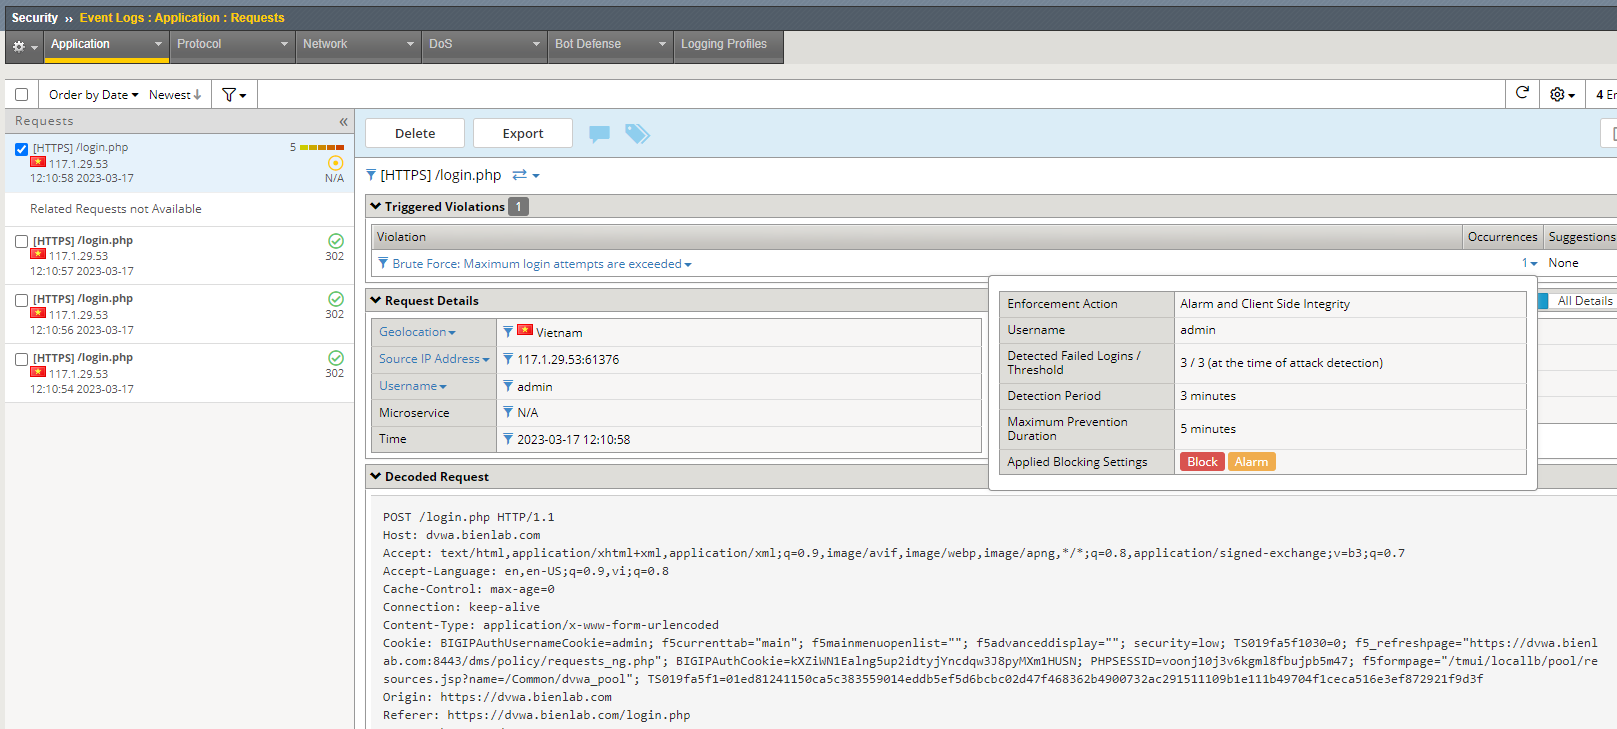 Security ›› Event Logs : Application : Requests
Application
Protocol
Network
DoS
Bot Defense
Logging Profiles
Order by Date
Newest
4 En
Requests
«
[HTTPS] /login.php
5
117.1.29.53
12:10:58 2023-03-17
N/A
Related Requests not Available
[HTTPS] /login.php
117.1.29.53
302
12:10:57 2023-03-17
[HTTPS] /login.php
117.1.29.53
302
12:10:56 2023-03-17
[HTTPS] /login.php
117.1.29.53
302
12:10:54 2023-03-17
Delete
Export
[HTTPS] /login.php
Triggered Violations 1
Violation
Occurrences
Suggestions
Brute Force: Maximum login attempts are exceeded
1
None
Request Details
All Details
Geolocation
Vietnam
Source IP Address
117.1.29.53:61376
Username
admin
Microservice
N/A
Time
2023-03-17 12:10:58
Enforcement Action
Alarm and Client Side Integrity
Username
admin
Detected Failed Logins /
Threshold
3 / 3 (at the time of attack detection)
Detection Period
3 minutes
Maximum Prevention
Duration
5 minutes
Applied Blocking Settings
Block
Alarm
Decoded Request
POST /login.php HTTP/1.1
Host: dvwa.bienlab.com
Accept: text/html,application/xhtml+xml,application/xml;q=0.9,image/avif,image/webp,image/apng,*/*;q=0.8,application/signed-exchange;v=b3;q=0.7
Accept-Language: en,en-US;q=0.9,vi;q=0.8
Cache-Control: max-age=0
Connection: keep-alive
Content-Type: application/x-www-form-urlencoded
Cookie: BIGIPAuthUsernameCookie=admin; f5currenttab="main"; f5mainmenuopenlist=""; f5advanceddisplay=""; security=low; TS019fa5f1030=0; f5_refreshpage="https://dvwa.bienl
ab.com:8443/dms/policy/requests_ng.php"; BIGIPAuthCookie=kXZiWN1Ealng5up2idtyjYncdqw3J8pyMXm1HUSN; PHPSESSID=voonj10j3v6kgml8fbujpb5m47; f5formpage="/tmui/locallb/pool/re
sources.jsp?name=/Common/dvwa_pool"; TS019fa5f1=01ed81241150ca5c383559014eddb5ef5d6bcbc02d47f468362b4900732ac291511109b1e111b49704f1ceca516e3ef872921f9d3f
Origin: https://dvwa.bienlab.com
Referer: https://dvwa.bienlab.com/login.php